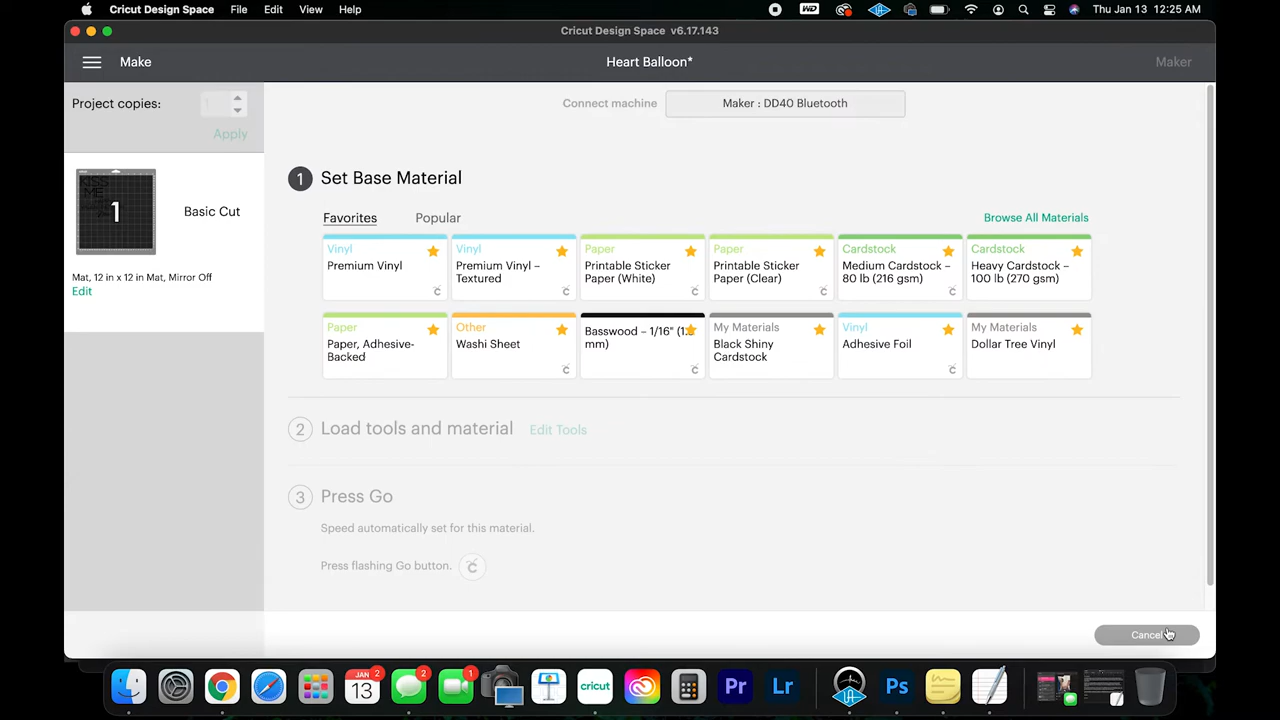 Cricut Design Space File Edit View Help WD Thu Jan 13 12:25 AM
Cricut Design Space v6.17.143
Make Heart Balloon* Maker
Project copies: 1
Apply
1
Basic Cut
Mat, 12 in x 12 in Mat, Mirror Off
Edit
Connect machine Maker : DD40 Bluetooth
1 Set Base Material
Favorites Popular Browse All Materials
Vinyl
Premium Vinyl
Vinyl
Premium Vinyl –
Textured
Paper
Printable Sticker
Paper (White)
Paper
Printable Sticker
Paper (Clear)
Cardstock
Medium Cardstock –
80 lb (216 gsm)
Cardstock
Heavy Cardstock –
100 lb (270 gsm)
Paper
Paper, Adhesive-
Backed
Other
Washi Sheet
Basswood – 1/16"
mm)
My Materials
Black Shiny
Cardstock
Vinyl
Adhesive Foil
My Materials
Dollar Tree Vinyl
2 Load tools and material Edit Tools
3 Press Go
Speed automatically set for this material.
Press flashing Go button.
Cancel
JAN
13
2
2
1
cricut
Pr
Lr
Ps